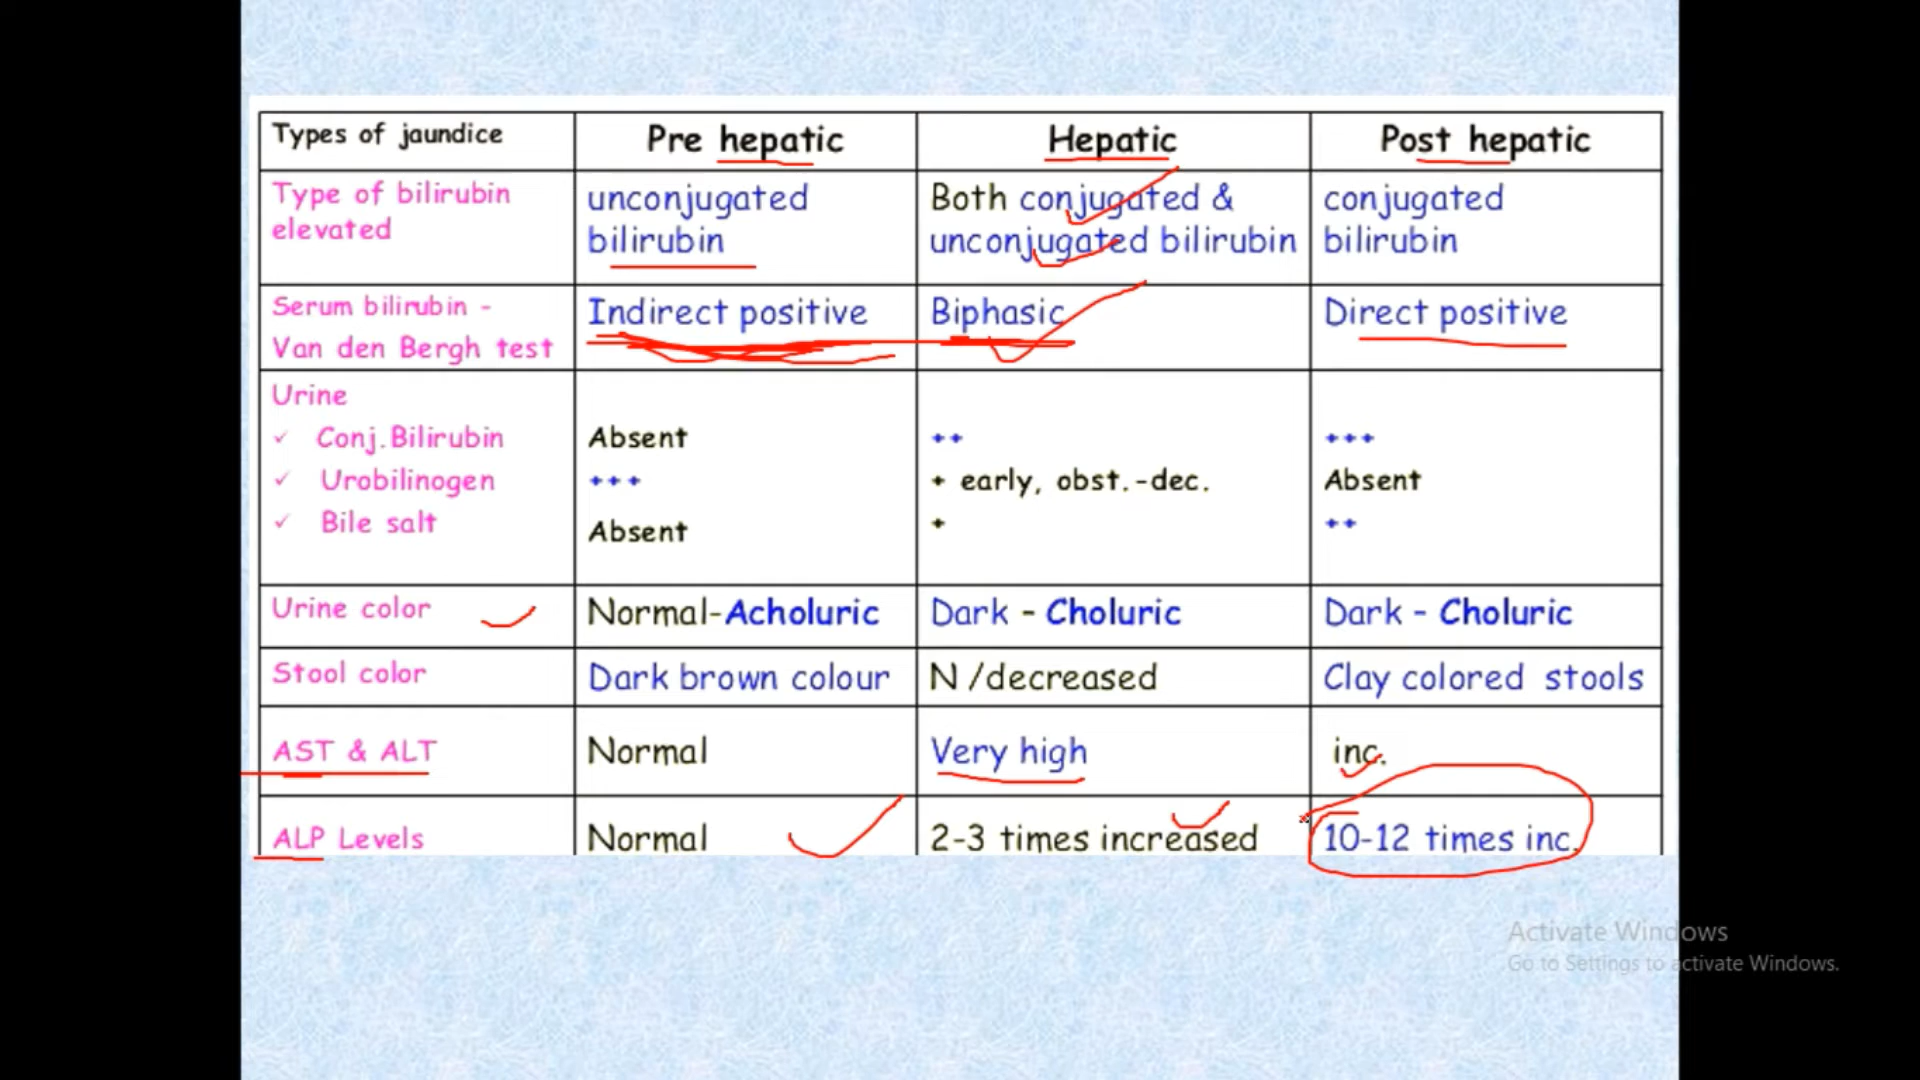 Types of jaundice Pre hepatic Hepatic Post hepatic
Type of bilirubin elevated unconjugated bilirubin Both conjugated & unconjugated bilirubin conjugated bilirubin
Serum bilirubin - Van den Bergh test Indirect positive Biphasic Direct positive
Urine
✓ Conj.Bilirubin Absent ++ +++
✓ Urobilinogen +++ + early, obst.-dec. Absent
✓ Bile salt Absent + ++
Urine color Normal-Acholuric Dark - Choluric Dark - Choluric
Stool color Dark brown colour N /decreased Clay colored stools
AST & ALT Normal Very high inc.
ALP Levels Normal 2-3 times increased 10-12 times inc.
Activate Windows
Go to Settings to activate Windows.